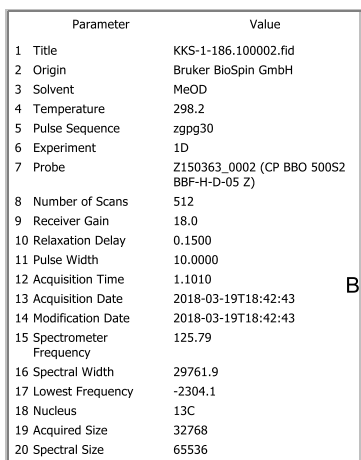 Parameter Value
1 Title KKS-1-186.100002.fid
2 Origin Bruker BioSpin GmbH
3 Solvent MeOD
4 Temperature 298.2
5 Pulse Sequence zgpg30
6 Experiment 1D
7 Probe Z150363_0002 (CP BBO 500S2
BBF-H-D-05 Z)
8 Number of Scans 512
9 Receiver Gain 18.0
10 Relaxation Delay 0.1500
11 Pulse Width 10.0000
12 Acquisition Time 1.1010
B
13 Acquisition Date 2018-03-19T18:42:43
14 Modification Date 2018-03-19T18:42:43
15 Spectrometer 125.79
Frequency
16 Spectral Width 29761.9
17 Lowest Frequency -2304.1
18 Nucleus 13C
19 Acquired Size 32768
20 Spectral Size 65536